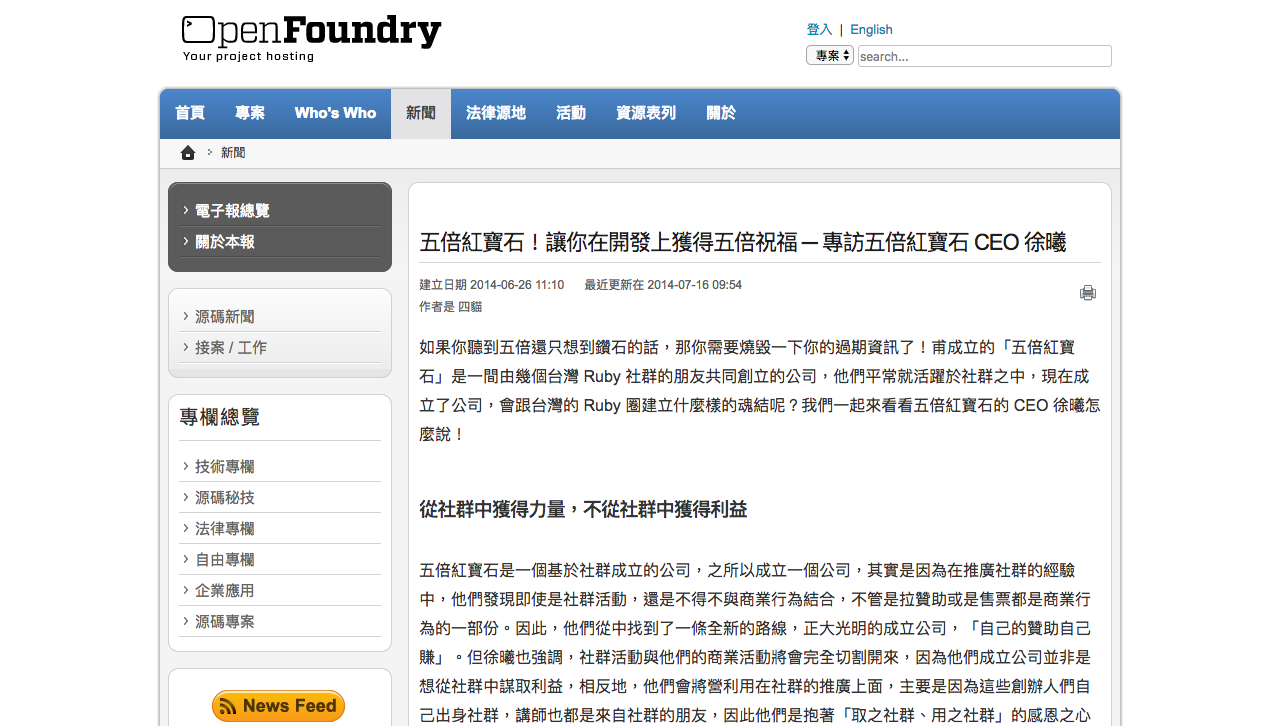 OpenFoundry
Your project hosting
登入 | English
專案 search...
首頁 專案 Who's Who 新聞 法律源地 活動 資源表列 關於
新聞
電子報總覽
關於本報
源碼新聞
接案 / 工作
專欄總覽
技術專欄
源碼秘技
法律專欄
自由專欄
企業應用
源碼專案
News Feed
五倍紅寶石！讓你在開發上獲得五倍祝福 ─ 專訪五倍紅寶石 CEO 徐曦
建立日期 2014-06-26 11:10 最近更新在 2014-07-16 09:54
作者是 四貓
如果你聽到五倍還只想到鑽石的話，那你需要燒毀一下你的過期資訊了！甫成立的「五倍紅寶
石」是一間由幾個台灣 Ruby 社群的朋友共同創立的公司，他們平常就活躍於社群之中，現在成
立了公司，會跟台灣的 Ruby 圈建立什麼樣的魂結呢？我們一起來看看五倍紅寶石的 CEO 徐曦怎
麼說！
從社群中獲得力量，不從社群中獲得利益
五倍紅寶石是一個基於社群成立的公司，之所以成立一個公司，其實是因為在推廣社群的經驗
中，他們發現即使是社群活動，還是不得不與商業行為結合，不管是拉贊助或是售票都是商業行
為的一部份。因此，他們從中找到了一條全新的路線，正大光明的成立公司，「自己的贊助自己
賺」。但徐曦也強調，社群活動與他們的商業活動將會完全切割開來，因為他們成立公司並非是
想從社群中謀取利益，相反地，他們會將營利用在社群的推廣上面，主要是因為這些創辦人們自
己出身社群，講師也都是來自社群的朋友，因此他們是抱著「取之社群、用之社群」的感恩之心